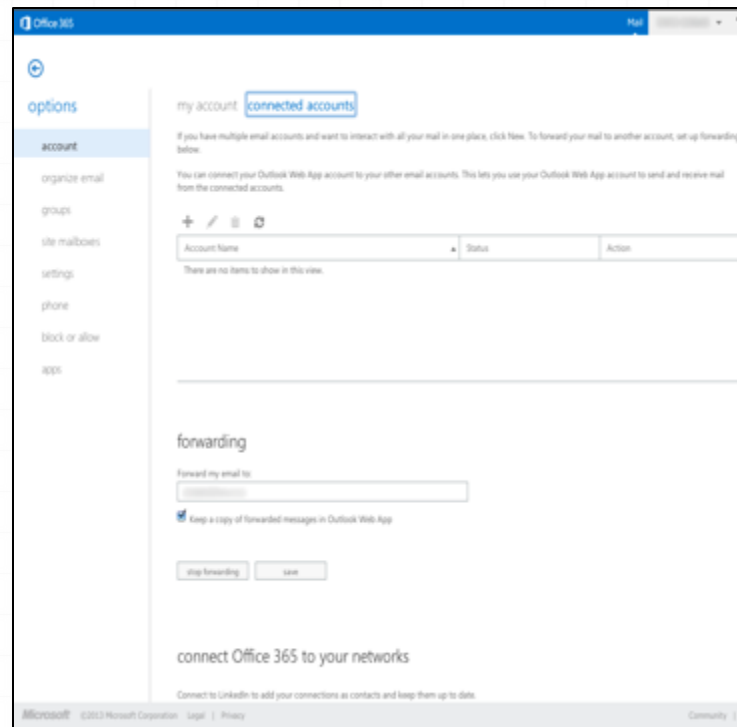 Office 365
Mail
options
account
organize email
groups
site mailboxes
settings
phone
block or allow
apps
my account connected accounts
If you have multiple email accounts and want to interact with all your mail in one place, click New. To forward your mail to another account, set up forwarding
below.
You can connect your Outlook Web App account to your other email accounts. This lets you use your Outlook Web App account to send and receive mail
from the connected accounts.
Account Name Status Action
There are no items to show in this view.
forwarding
Forward my email to:
Keep a copy of forwarded messages in Outlook Web App
stop forwarding save
connect Office 365 to your networks
Connect to LinkedIn to add your connections as contacts and keep them up to date.
Microsoft ©2013 Microsoft Corporation Legal | Privacy Community |